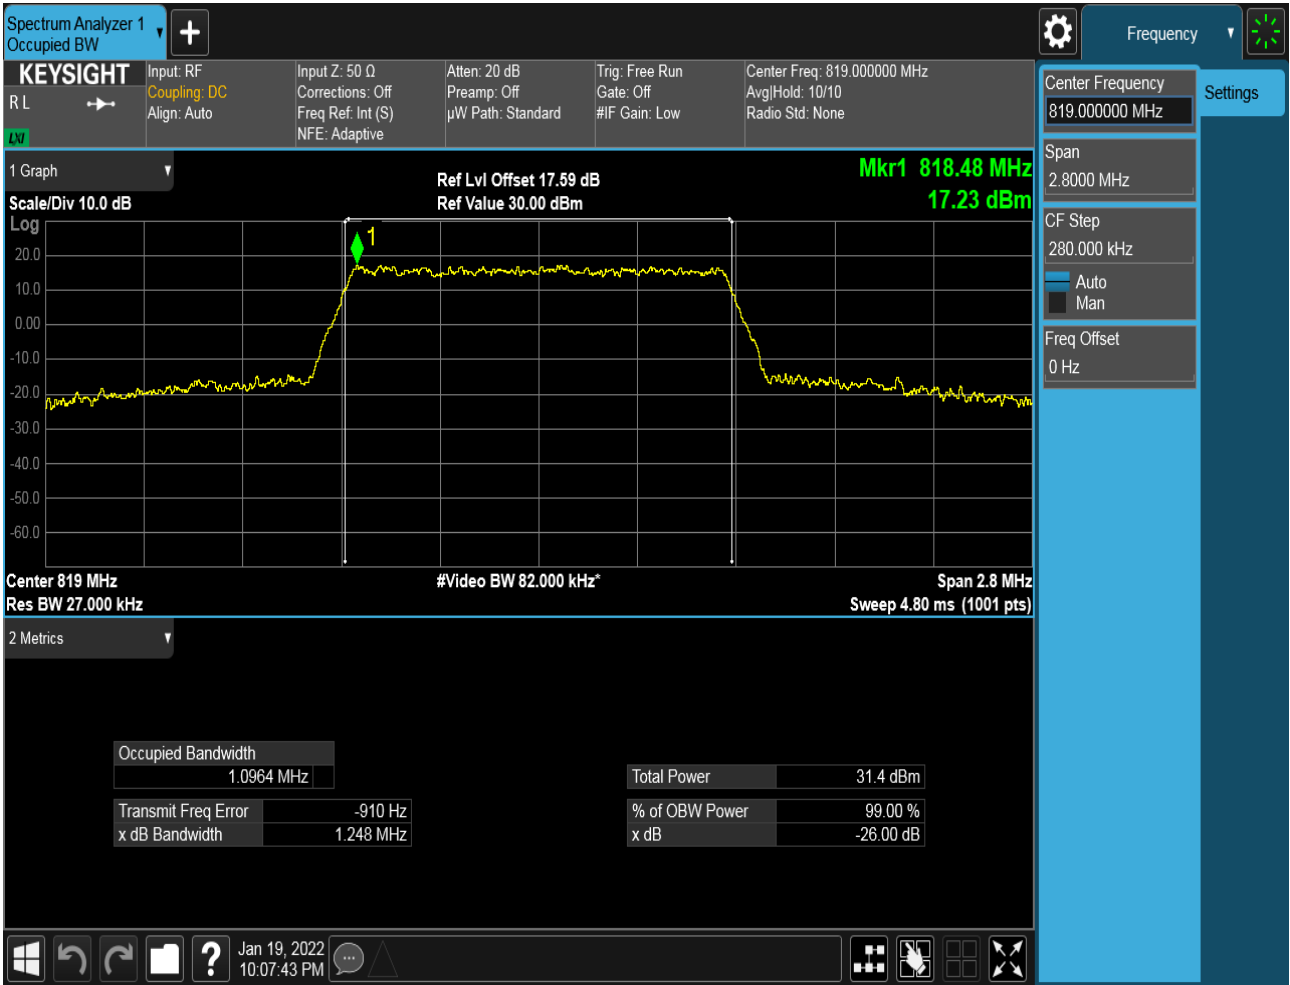 Spectrum Analyzer 1
Occupied BW
Frequency
KEYSIGHT
R L
LXI
Input: RF
Coupling: DC
Align: Auto
Input Z: 50 Ω
Corrections: Off
Freq Ref: Int (S)
NFE: Adaptive
Atten: 20 dB
Preamp: Off
µW Path: Standard
Trig: Free Run
Gate: Off
#IF Gain: Low
Center Freq: 819.000000 MHz
Avg|Hold: 10/10
Radio Std: None
Center Frequency
819.000000 MHz
Settings
Span
2.8000 MHz
CF Step
280.000 kHz
Auto
Man
Freq Offset
0 Hz
1 Graph
Scale/Div 10.0 dB
Ref Lvl Offset 17.59 dB
Ref Value 30.00 dBm
Mkr1 818.48 MHz
17.23 dBm
Log
1
20.0
10.0
0.00
-10.0
-20.0
-30.0
-40.0
-50.0
-60.0
Center 819 MHz
#Video BW 82.000 kHz*
Span 2.8 MHz
Res BW 27.000 kHz
Sweep 4.80 ms (1001 pts)
2 Metrics
Occupied Bandwidth
1.0964 MHz
Total Power 31.4 dBm
Transmit Freq Error -910 Hz
% of OBW Power 99.00 %
x dB Bandwidth 1.248 MHz
x dB -26.00 dB
?
Jan 19, 2022
10:07:43 PM